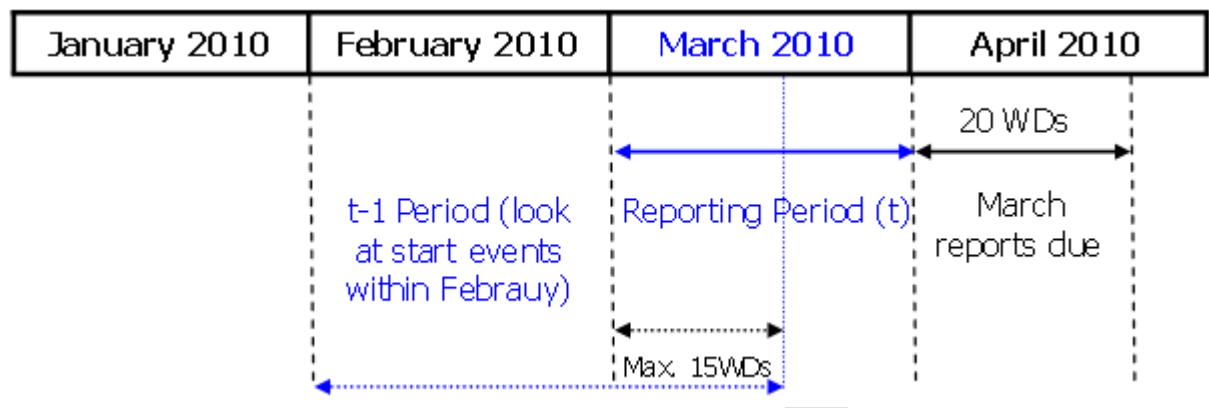 January 2010 February 2010 March 2010 April 2010
20 WDs
t-1 Period (look
at start events
within Febrauy)
Reporting Period (t)
March
reports due
Max. 15WDs